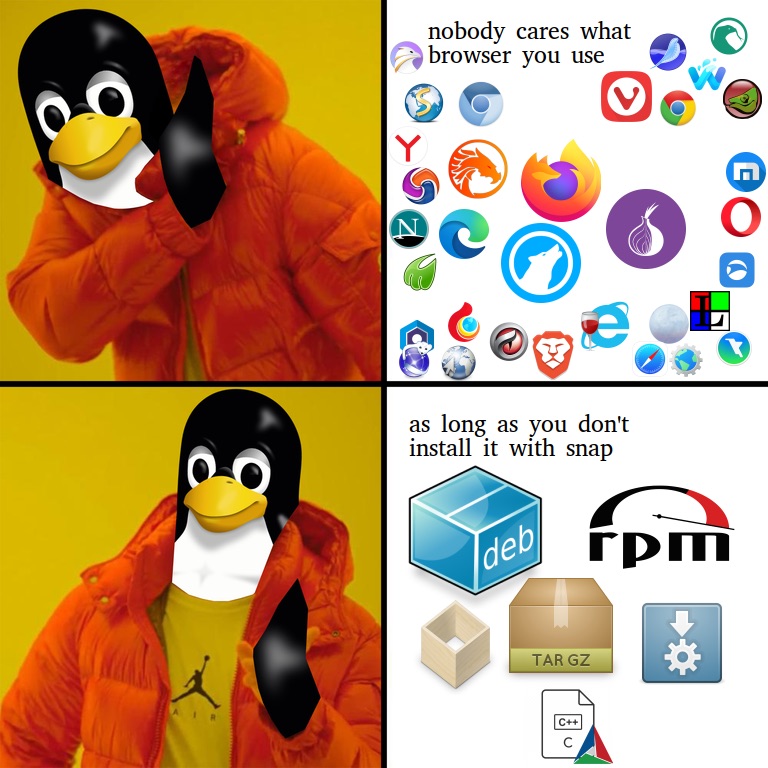 nobody cares what
browser you use
S
W
Y
N
L
as long as you don't
install it with snap
deb
rpm
TAR GZ
AIR
C++
C